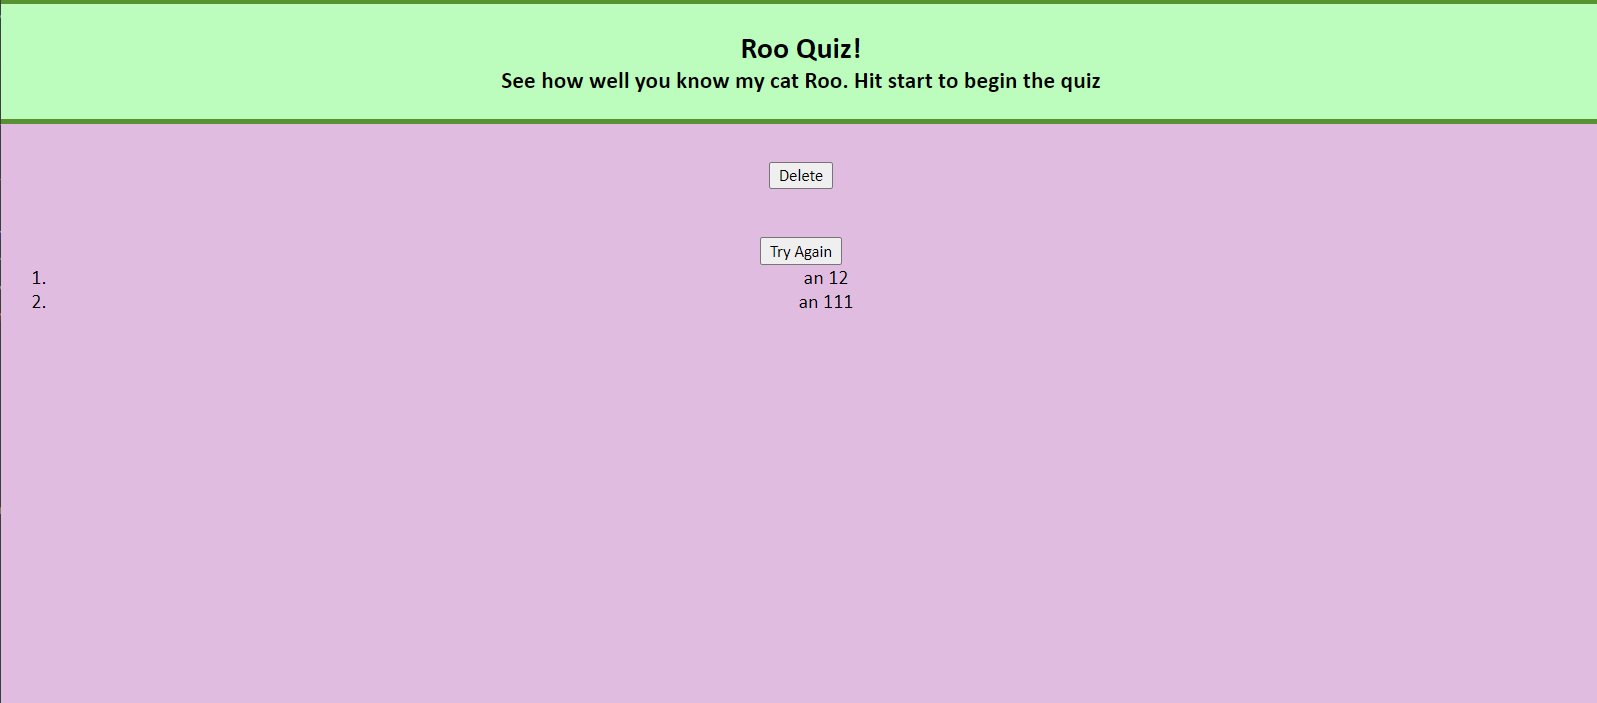 Roo Quiz!
See how well you know my cat Roo. Hit start to begin the quiz
Delete
Try Again
1. an 12
2. an 111